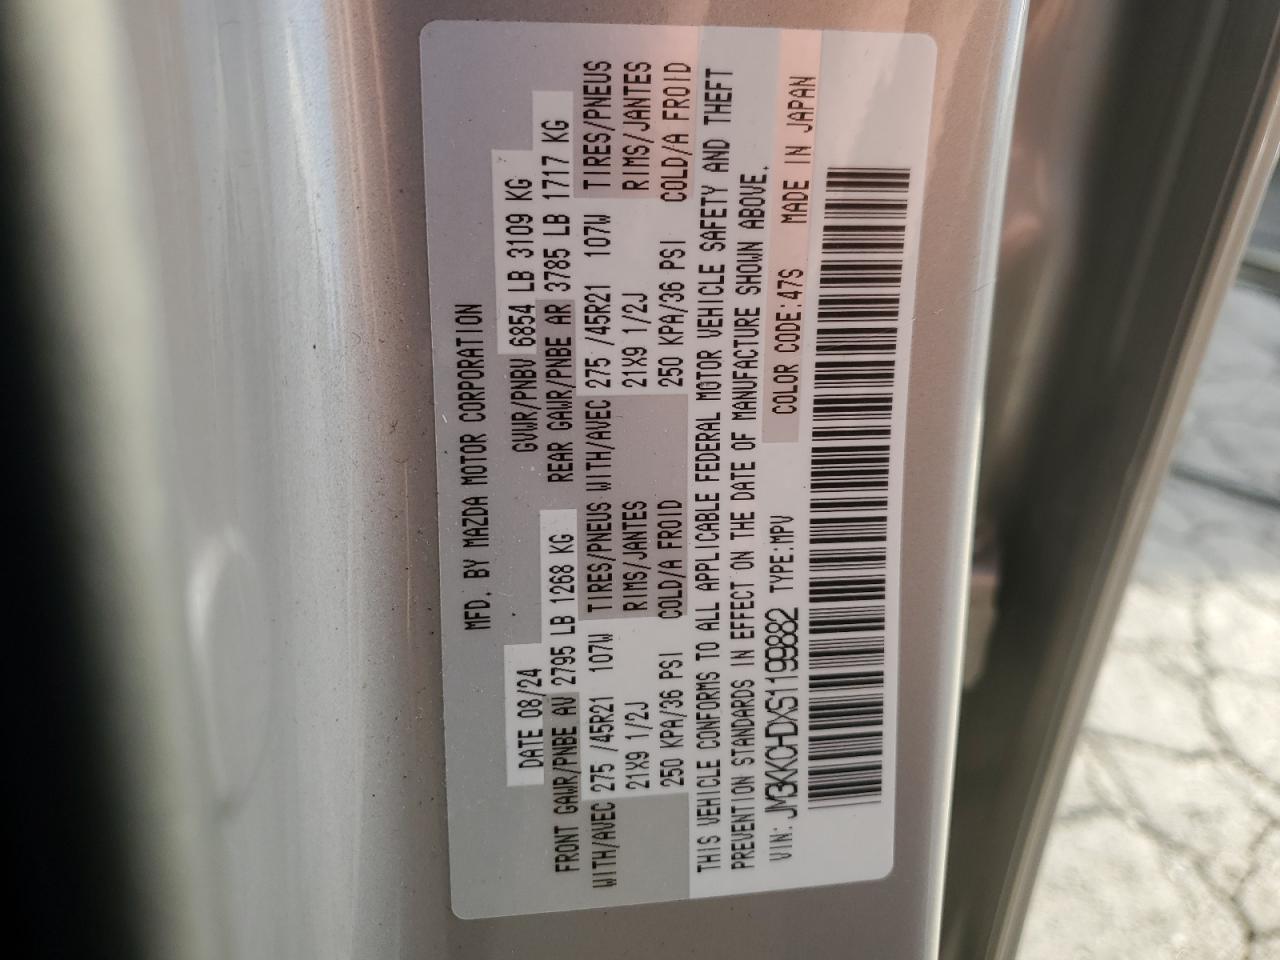 MFD. BY MAZDA MOTOR CORPORATION
DATE 08/24 GVWR/PNBV 6854 LB 3109 KG
FRONT GAWR/PNBE AV 2795 LB 1268 KG REAR GAWR/PNBE AR 3785 LB 1717 KG
WITH/AVEC 275 /45R21 107W TIRES/PNEUS WITH/AVEC 275 /45R21 107W TIRES/PNEUS
21X9 1/2J RIMS/JANTES 21X9 1/2J RIMS/JANTES
250 KPA/36 PSI COLD/A FROID 250 KPA/36 PSI COLD/A FROID
THIS VEHICLE CONFORMS TO ALL APPLICABLE FEDERAL MOTOR VEHICLE SAFETY AND THEFT
PREVENTION STANDARDS IN EFFECT ON THE DATE OF MANUFACTURE SHOWN ABOVE.
VIN: JM3KKCHDXS1199882 TYPE:MPV COLOR CODE:47S MADE IN JAPAN